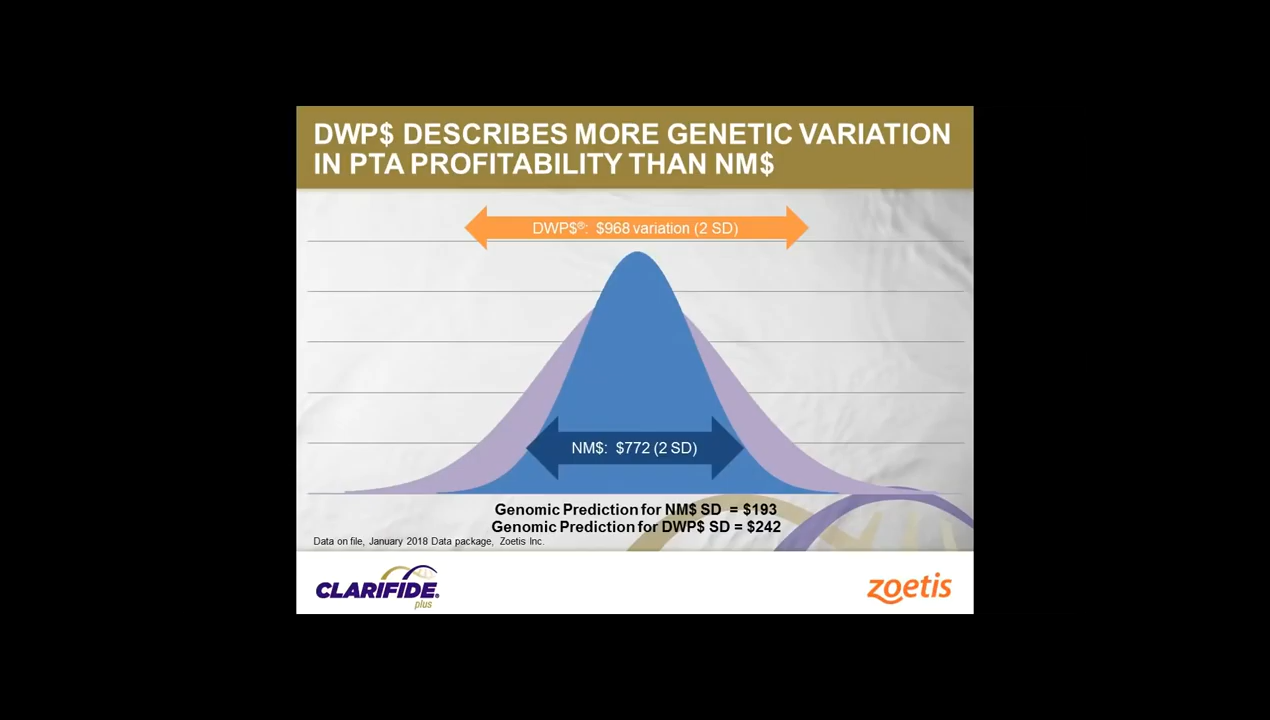 DWP$ DESCRIBES MORE GENETIC VARIATION
IN PTA PROFITABILITY THAN NM$
DWP$®: $968 variation (2 SD)
NM$: $772 (2 SD)
Genomic Prediction for NM$ SD = $193
Genomic Prediction for DWP$ SD = $242
Data on file, January 2018 Data package, Zoetis Inc.
CLARIFIDE®
plus
zoetis